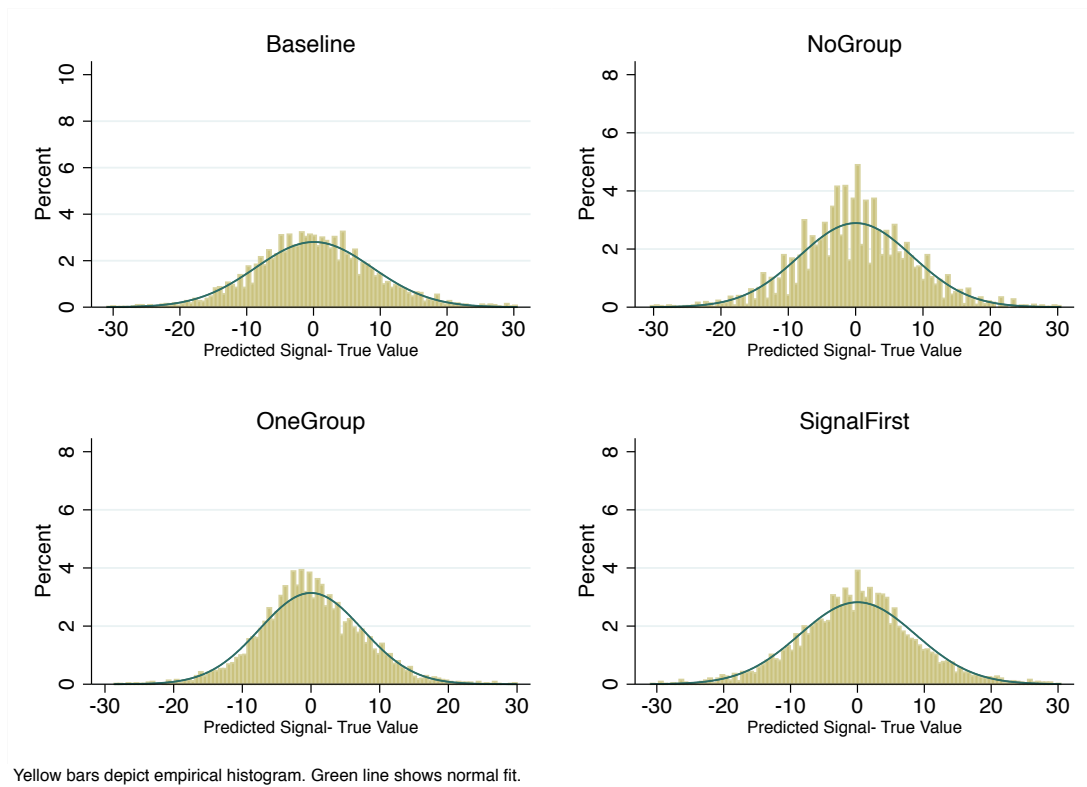 Baseline
NoGroup
Percent
0 2 4 6 8 10
-30 -20 -10 0 10 20 30
Predicted Signal- True Value
Percent
0 2 4 6 8
-30 -20 -10 0 10 20 30
Predicted Signal- True Value
OneGroup
SignalFirst
Percent
0 2 4 6 8
-30 -20 -10 0 10 20 30
Predicted Signal- True Value
Percent
0 2 4 6 8
-30 -20 -10 0 10 20 30
Predicted Signal- True Value
Yellow bars depict empirical histogram. Green line shows normal fit.